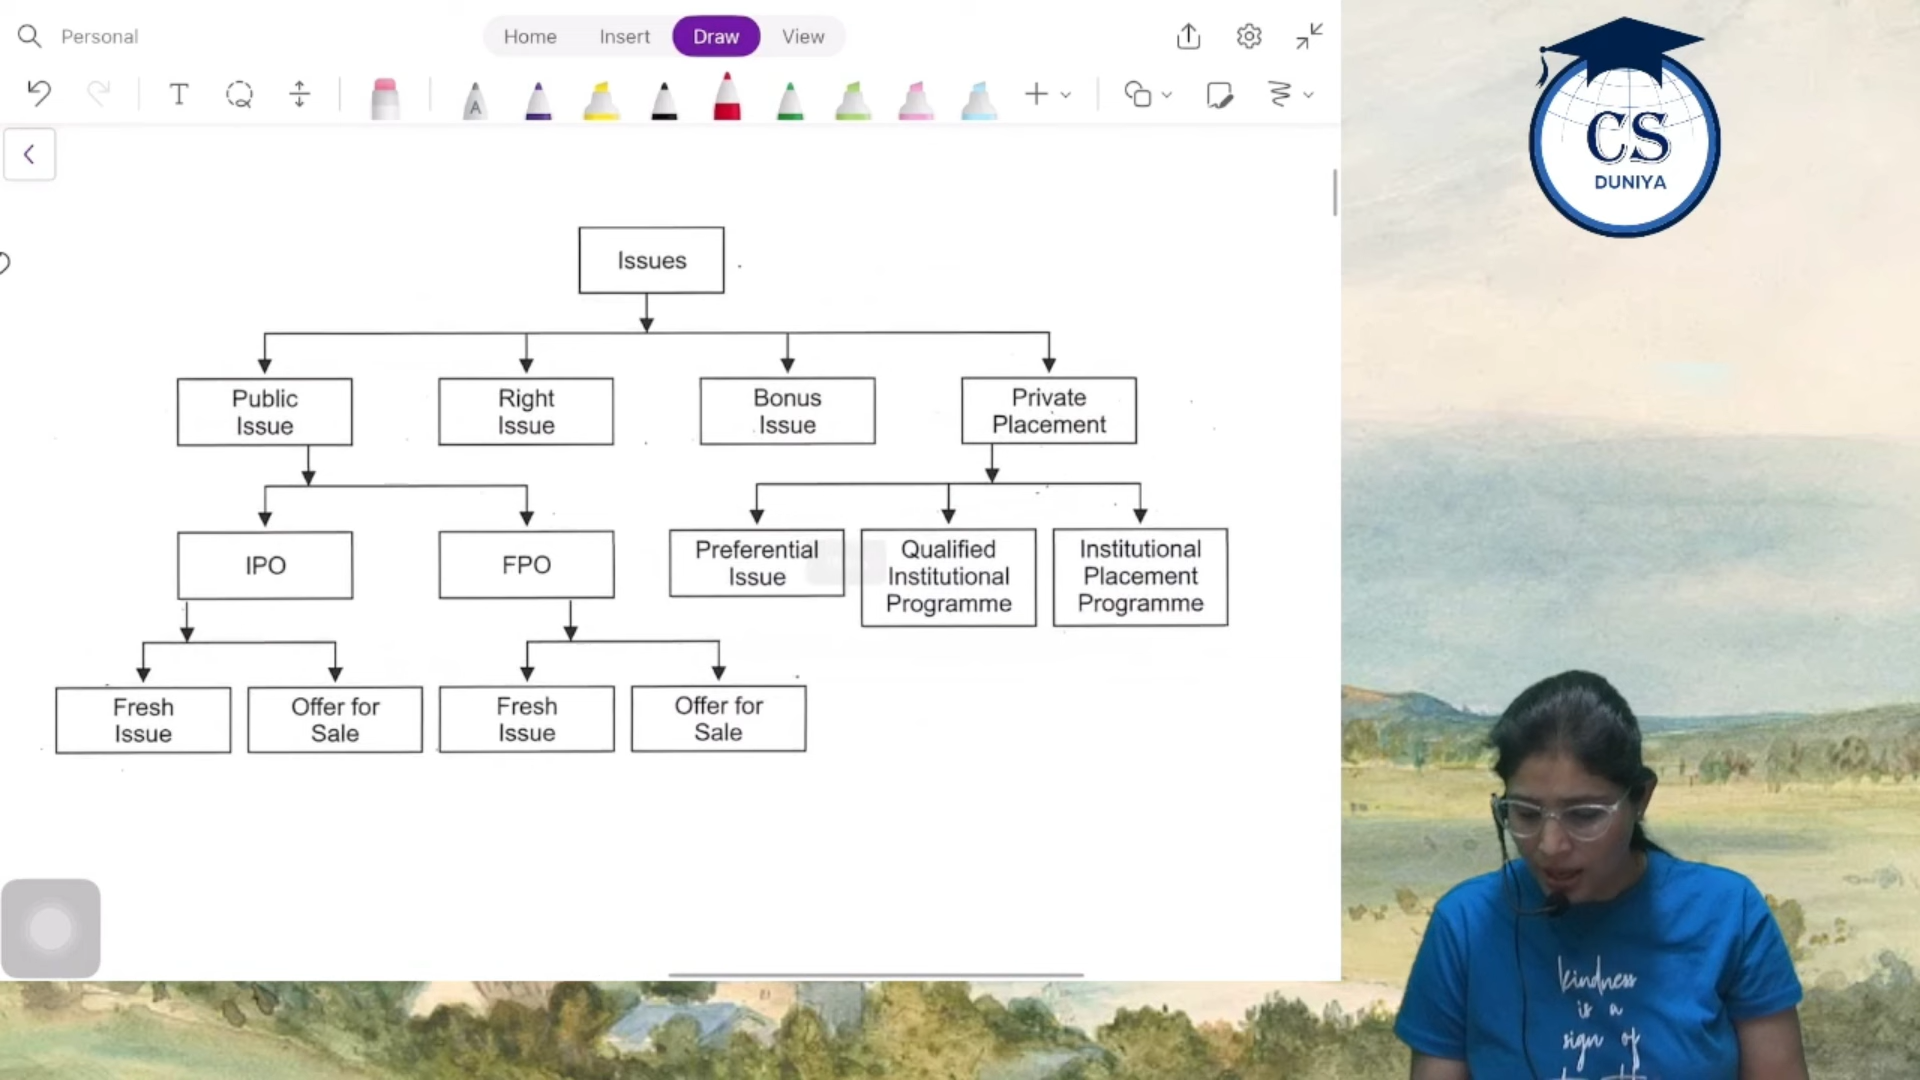 Personal
Home Insert Draw View
T
A
Issues
Public
Issue
Right
Issue
Bonus
Issue
Private
Placement
IPO
FPO
Preferential
Issue
Qualified
Institutional
Programme
Institutional
Placement
Programme
Fresh
Issue
Offer for
Sale
Fresh
Issue
Offer for
Sale
CS
DUNIYA
kindness
is a
sign of